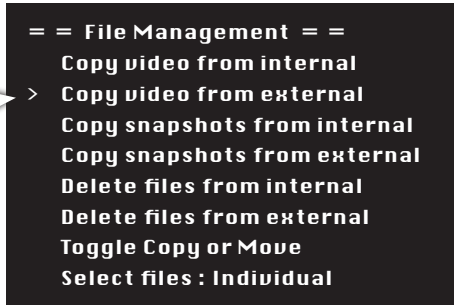 = = File Management = =
Copy video from internal
> Copy video from external
Copy snapshots from internal
Copy snapshots from external
Delete files from internal
Delete files from external
Toggle Copy or Move
Select files : Individual